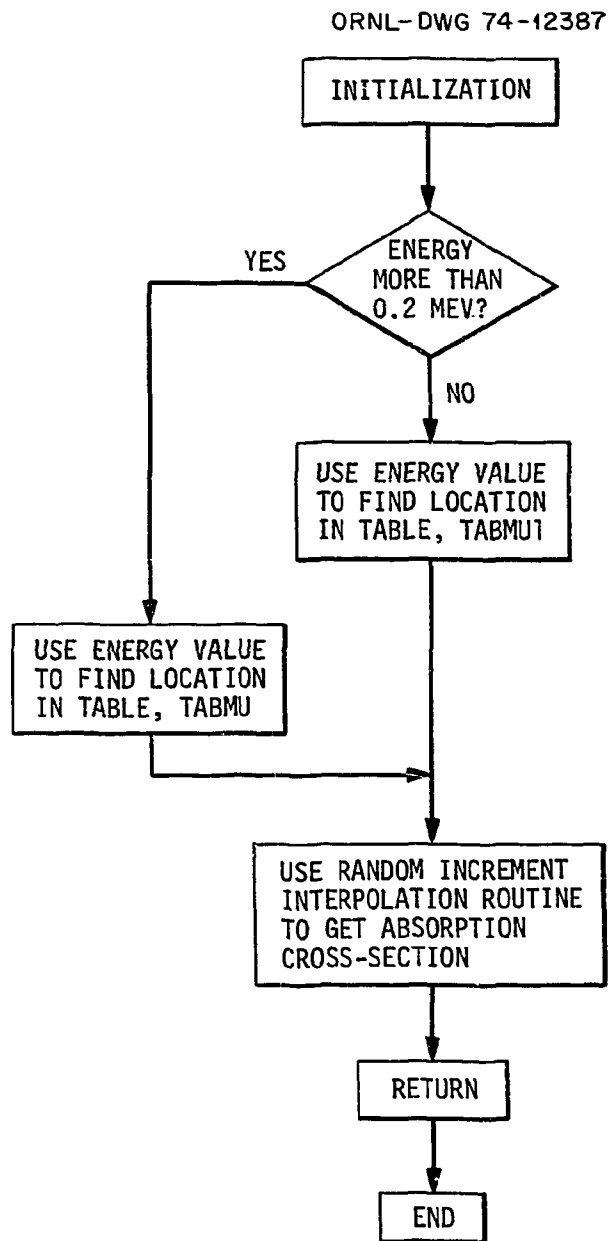 ORNL-DWG 74-12387
INITIALIZATION
ENERGY
MORE THAN
0.2 MEV.?
YES
NO
USE ENERGY VALUE
TO FIND LOCATION
IN TABLE, TABMU1
USE ENERGY VALUE
TO FIND LOCATION
IN TABLE, TABMU
USE RANDOM INCREMENT
INTERPOLATION ROUTINE
TO GET ABSORPTION
CROSS-SECTION
RETURN
END